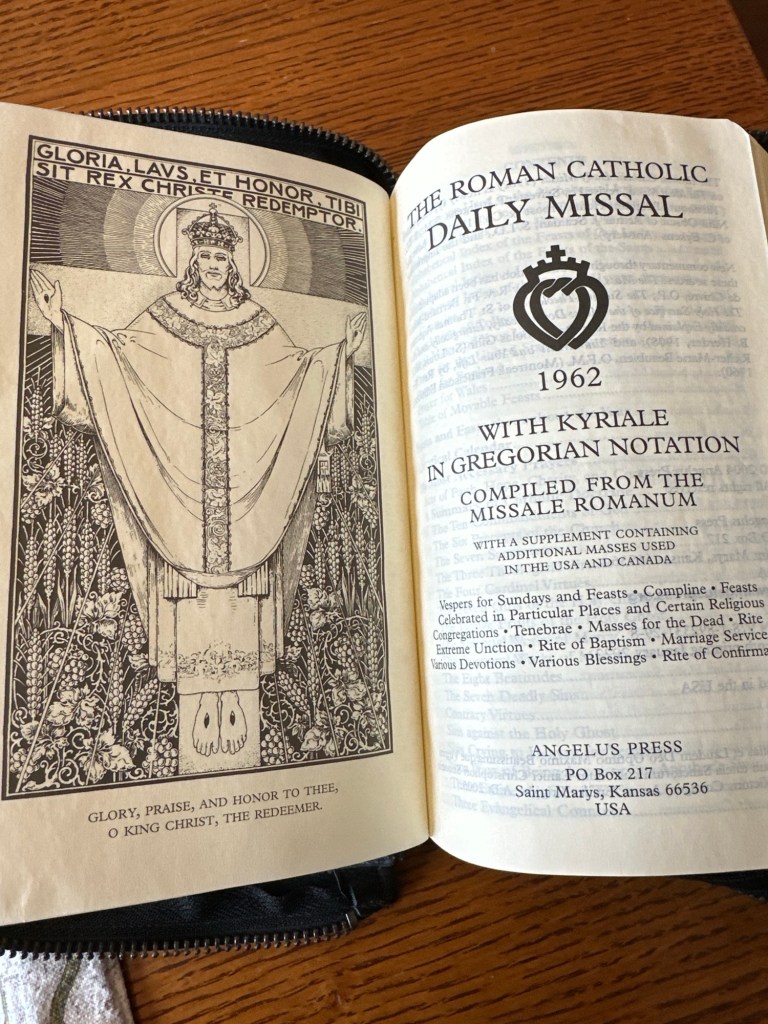 GLORIA, LAVS, ET HONOR, TIBI
SIT REX CHRISTE REDEMPTOR.
GLORY, PRAISE, AND HONOR TO THEE,
O KING CHRIST, THE REDEEMER.
THE ROMAN CATHOLIC
DAILY MISSAL
1962
WITH KYRIALE
IN GREGORIAN NOTATION
COMPILED FROM THE
MISSALE ROMANUM
WITH A SUPPLEMENT CONTAINING
ADDITIONAL MASSES USED
IN THE USA AND CANADA
Vespers for Sundays and Feasts • Compline • Feasts
Celebrated in Particular Places and Certain Religious
Congregations • Tenebrae • Masses for the Dead • Rite
Extreme Unction • Rite of Baptism • Marriage Service
Various Devotions • Various Blessings • Rite of Confirma
ANGELUS PRESS
PO Box 217
Saint Marys, Kansas 66536
USA